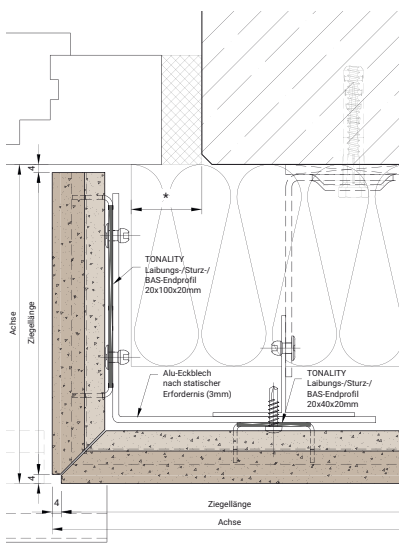 4
*
TONALITY
Laibungs-/Sturz-/
BAS-Endprofil
20x100x20mm
Achse
Ziegellänge
Alu-Eckblech
nach statischer
Erfordernis (3mm)
TONALITY
Laibungs-/Sturz-/
BAS-Endprofil
20x40x20mm
4
4
Ziegellänge
Achse